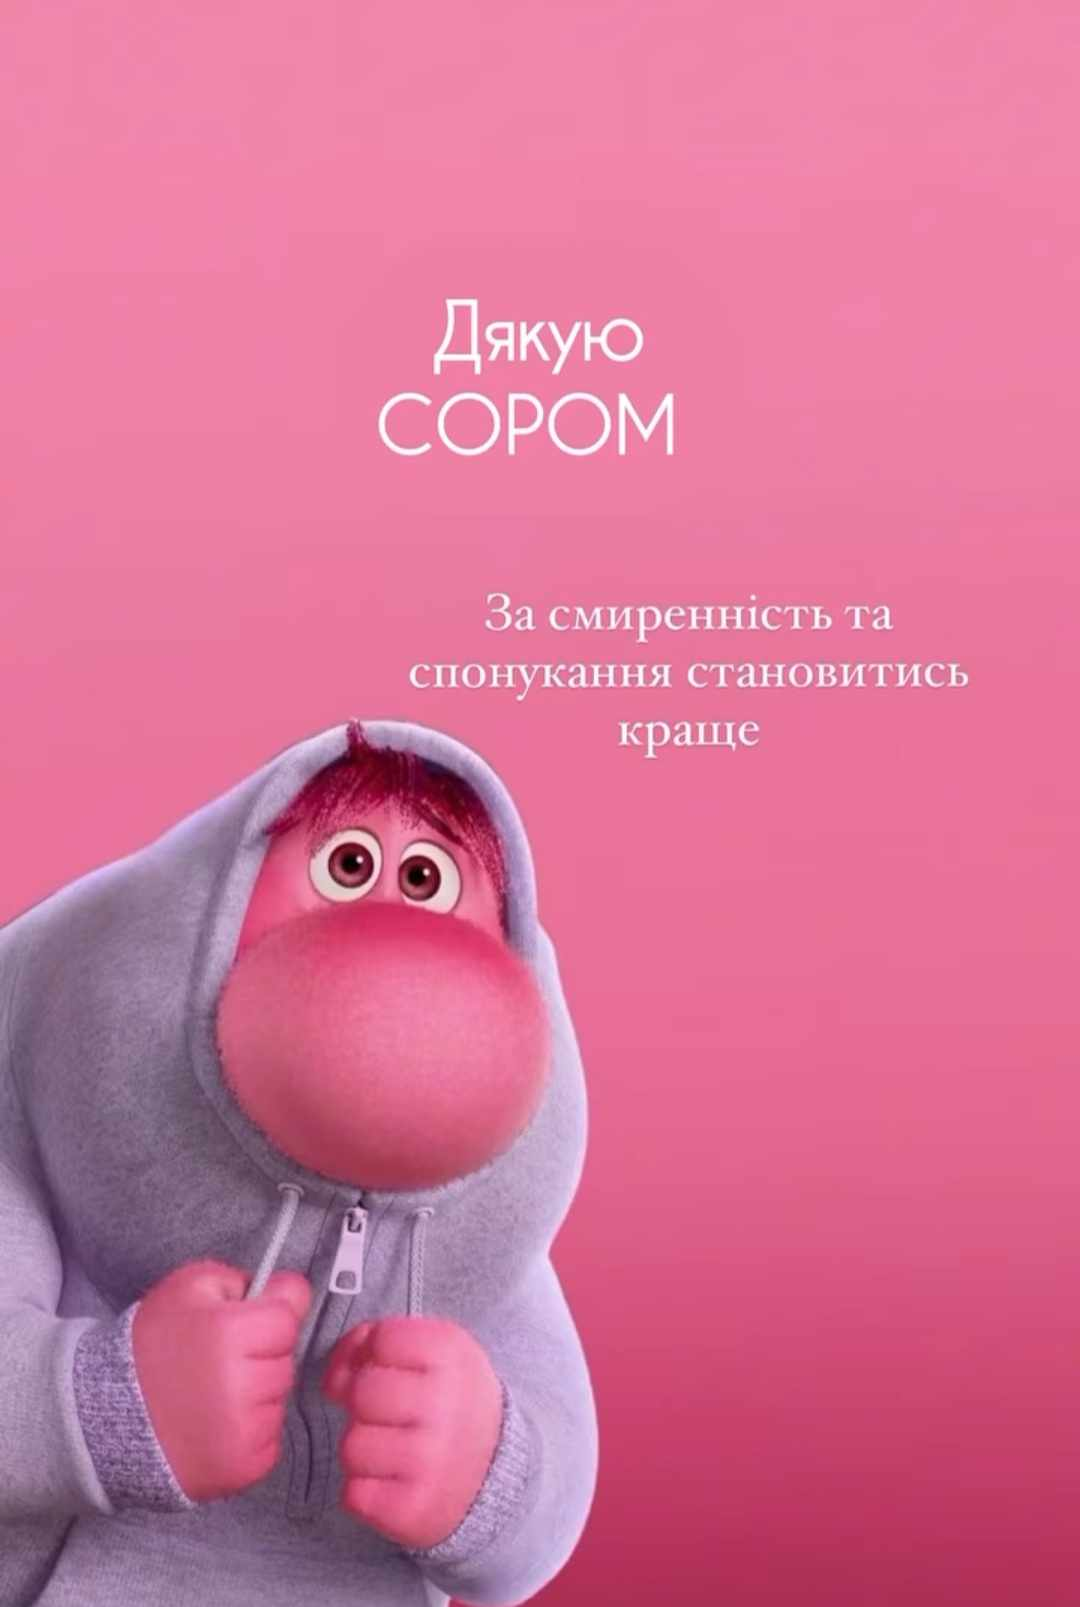 Дякую
СОРОМ
За смиренність та
спонукання становитись
краще